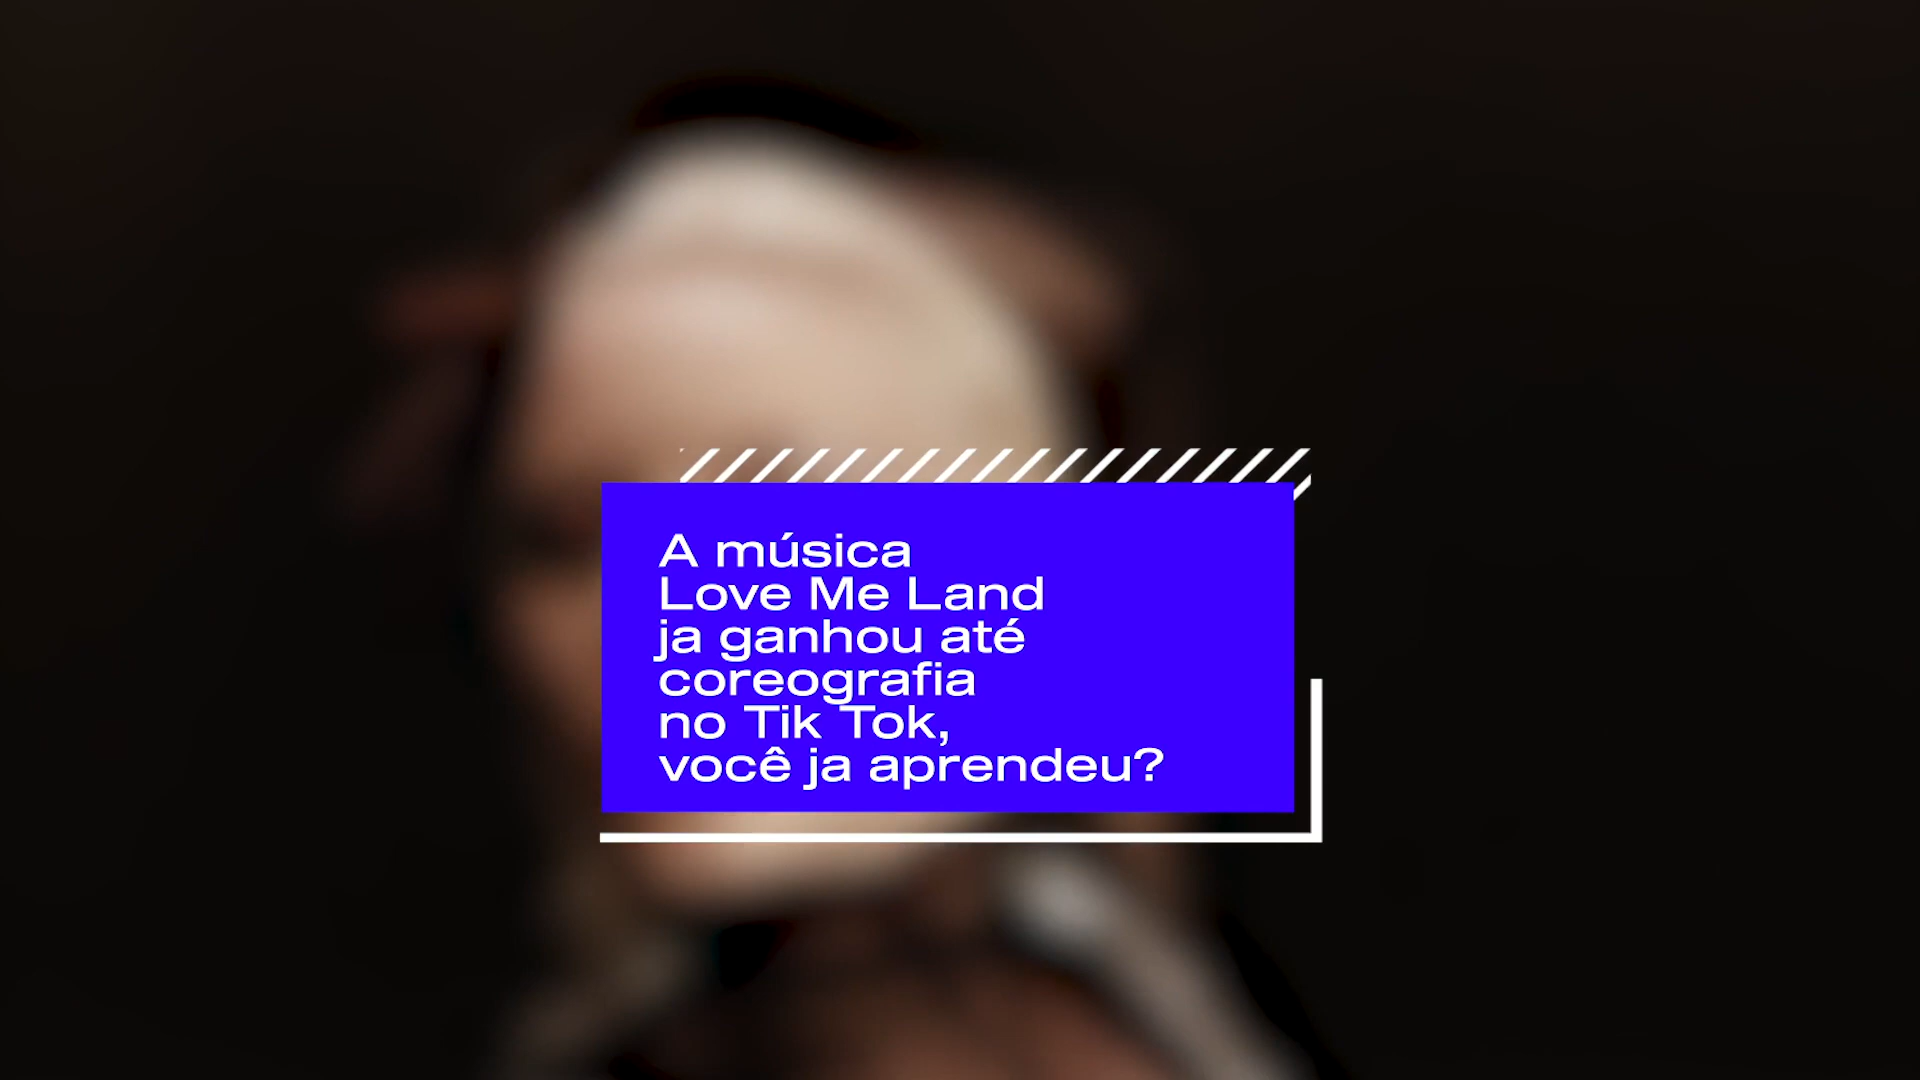 A música
Love Me Land
ja ganhou até
coreografia
no Tik Tok,
você ja aprendeu?